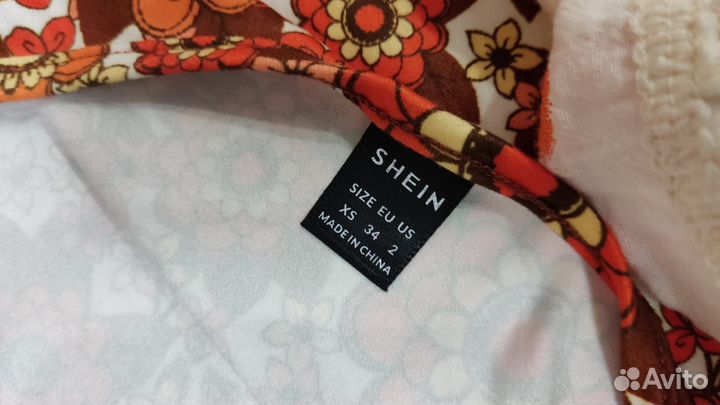 SHEIN
SIZE EU US
XS 34 2
MADE IN CHINA
Avito